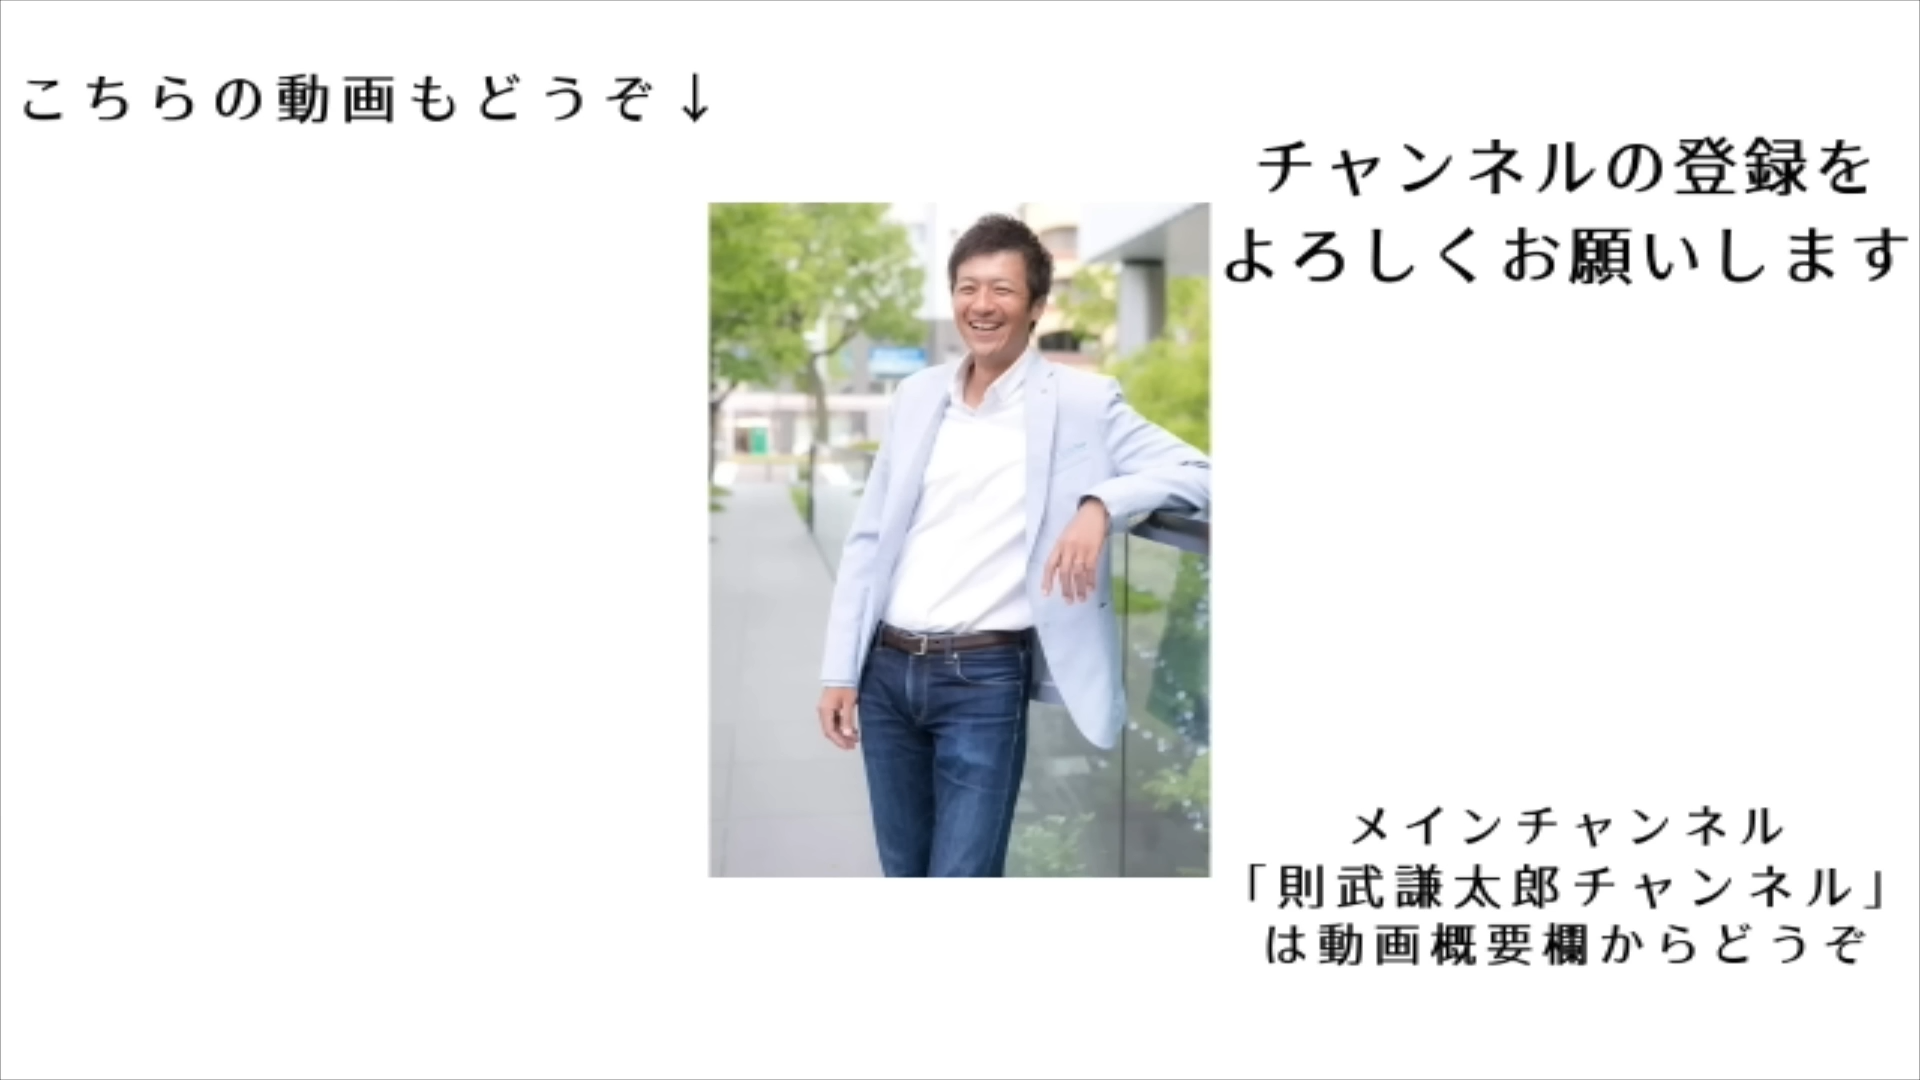 こちらの動画もどうぞ↓
チャンネルの登録を
よろしくお願いします
メインチャンネル
「則武謙太郎チャンネル」
は動画概要欄からどうぞ